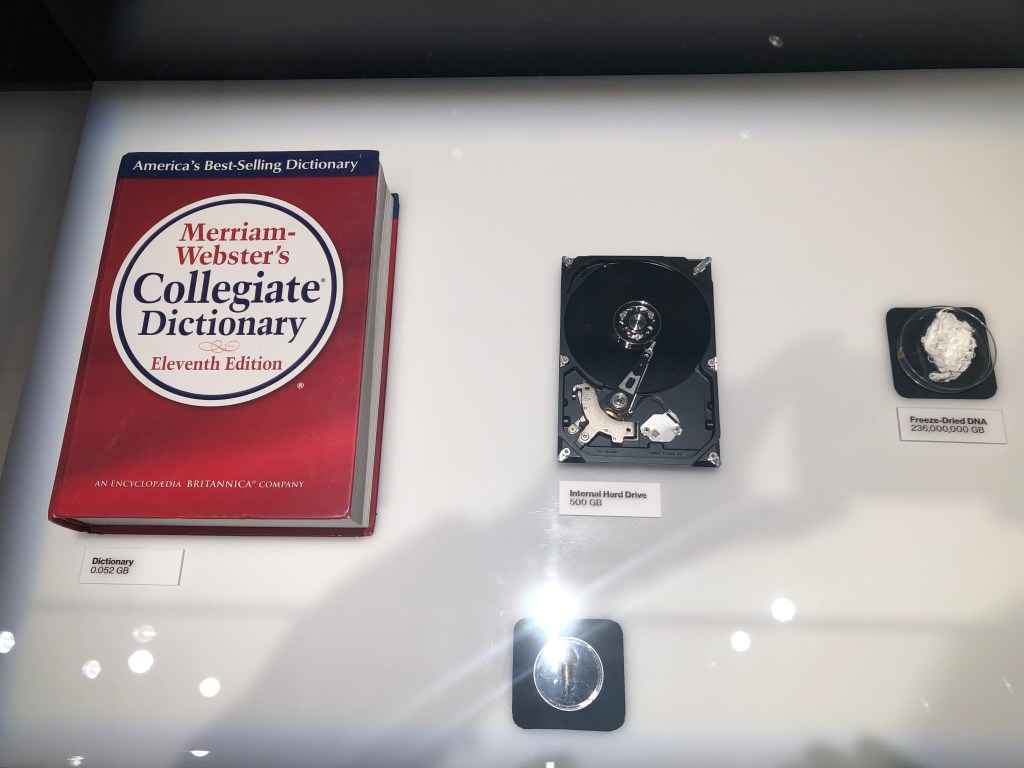 America's Best-Selling Dictionary
Merriam-
Webster's
Collegiate®
Dictionary
Eleventh Edition
®
AN ENCYCLOPÆDIA BRITANNICA® COMPANY
Dictionary
0.052 GB
Internal Hard Drive
500 GB
Freeze-Dried DNA
236,000,000 GB